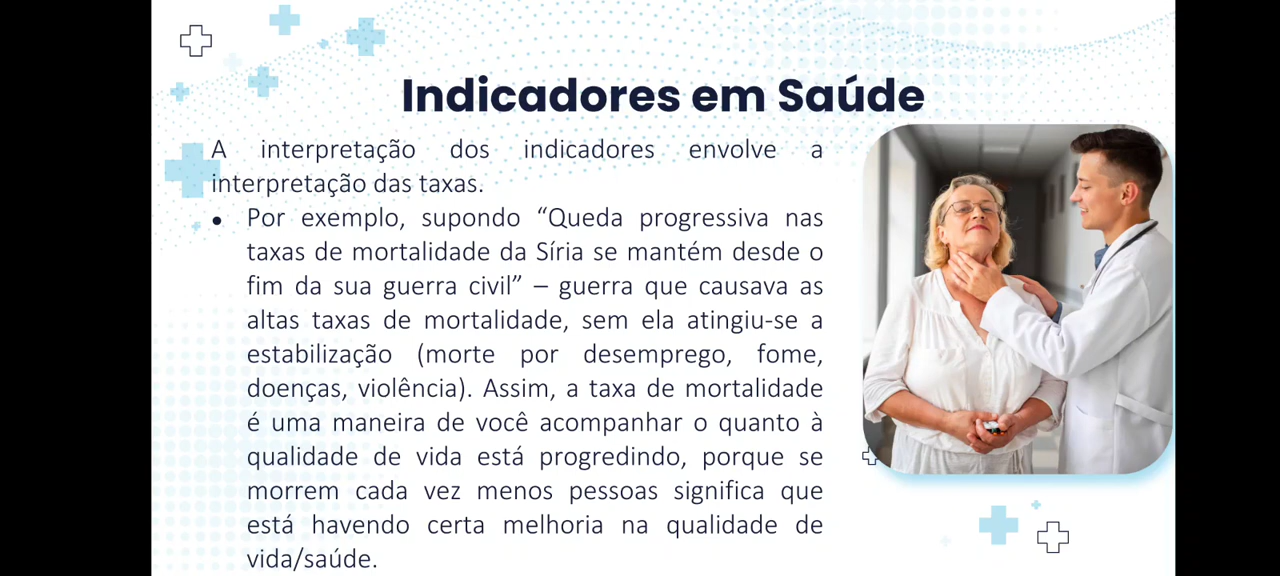 Indicadores em Saúde
A interpretação dos indicadores envolve a
interpretação das taxas.
• Por exemplo, supondo “Queda progressiva nas
taxas de mortalidade da Síria se mantém desde o
fim da sua guerra civil” – guerra que causava as
altas taxas de mortalidade, sem ela atingiu-se a
estabilização (morte por desemprego, fome,
doenças, violência). Assim, a taxa de mortalidade
é uma maneira de você acompanhar o quanto à
qualidade de vida está progredindo, porque se
morrem cada vez menos pessoas significa que
está havendo certa melhoria na qualidade de
vida/saúde.